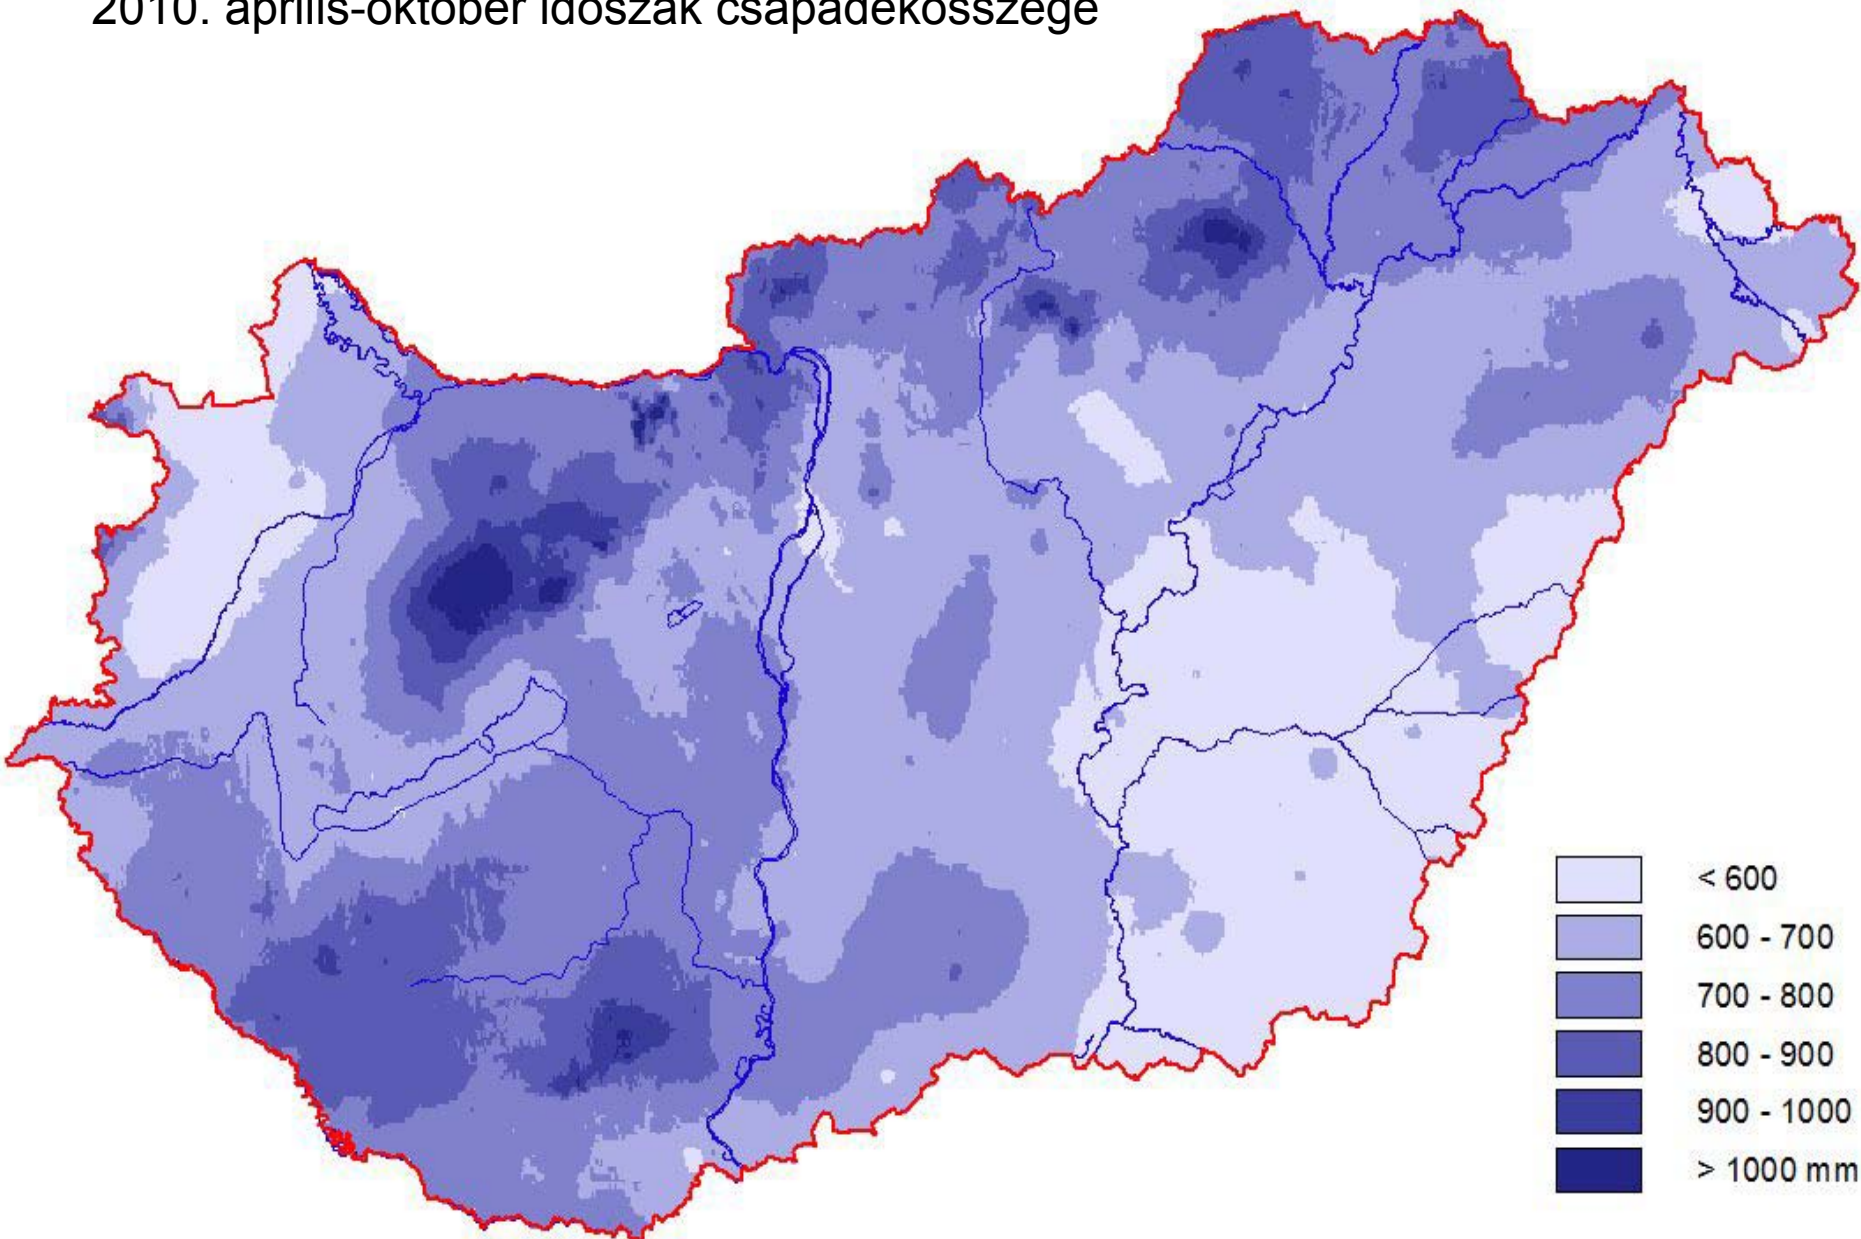 2010. április-október időszak csapadékösszege
< 600
600 - 700
700 - 800
800 - 900
900 - 1000
> 1000 mm